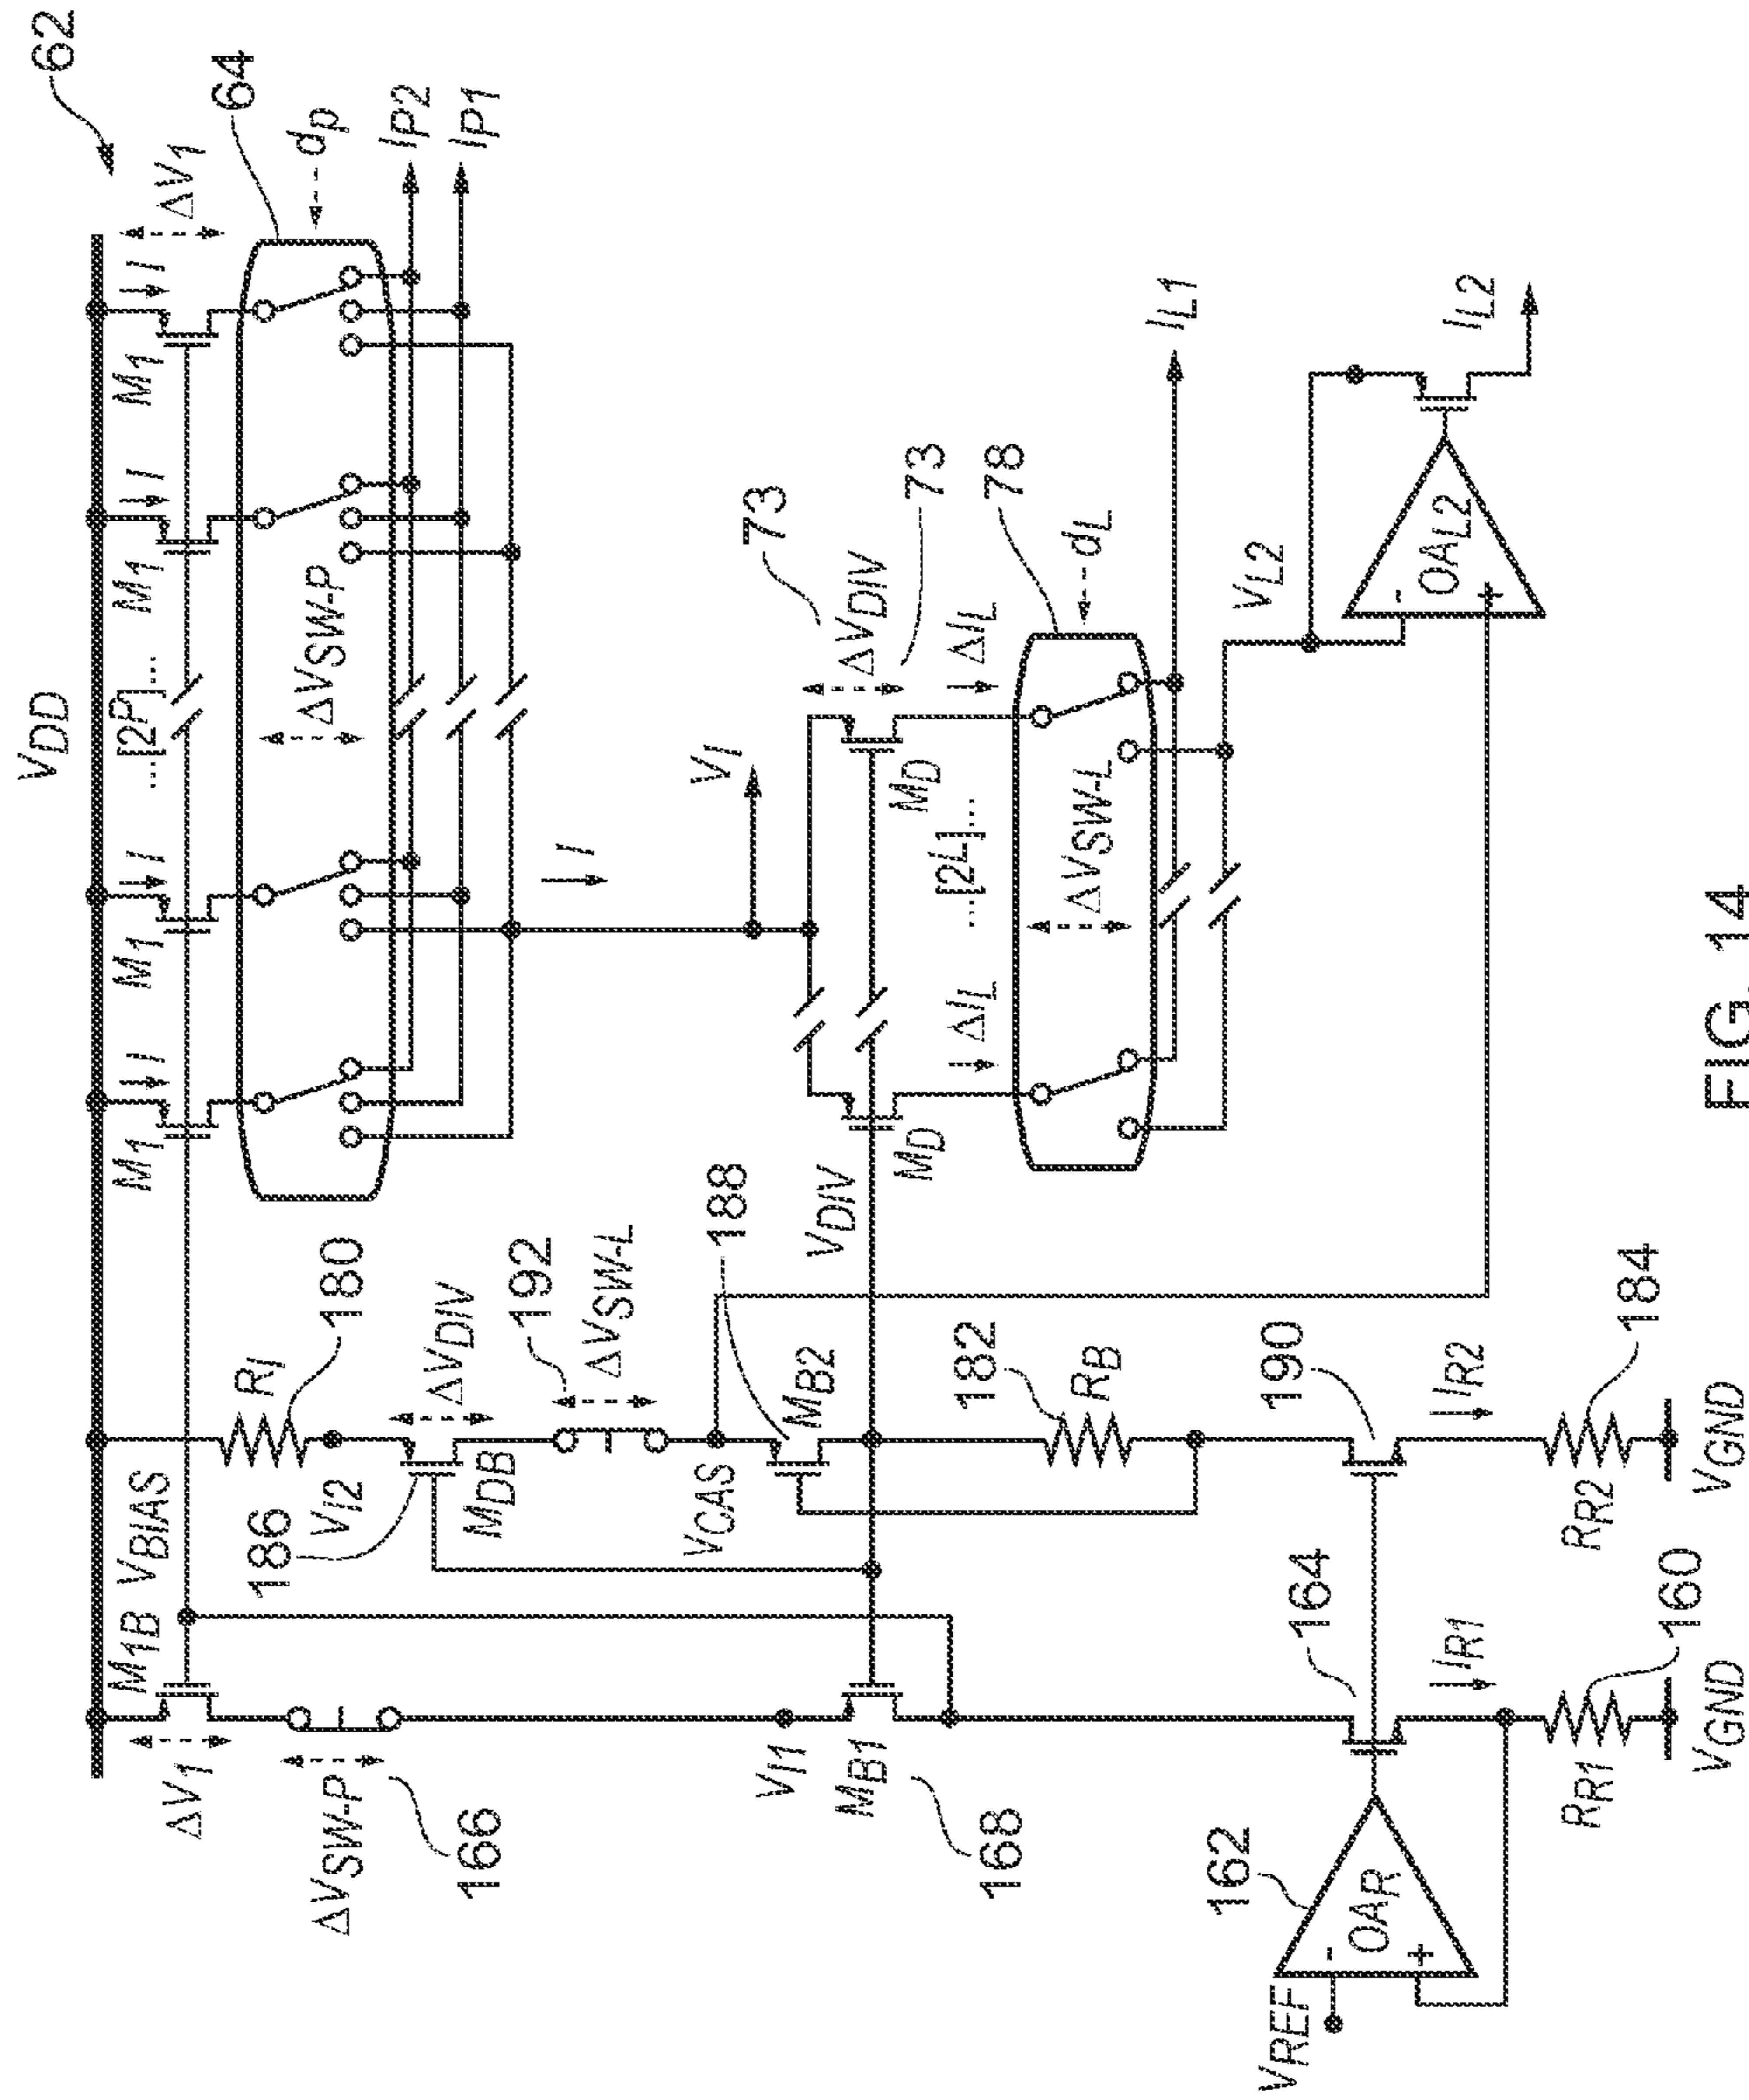 62
V_DD
ΔV_1
I
I
I
I
...[2^P]...
M_1
M_1
M_1
M_1
64
d_P
ΔV_SW-P
I_P2
I_P1
V_BIAS
M_1B
ΔV_1
ΔV_SW-P
166
R_I
180
V_I2
186
M_DB
ΔV_DIV
192
ΔV_SW-L
V_CAS
188
M_B2
V_I1
M_B1
168
V_DIV
I
V_I
73
ΔV_DIV
73
M_D
M_D
...[2^L]...
ΔI_L
ΔI_L
78
d_L
ΔV_SW-L
I_L1
V_L2
-
OA_L2
+
I_L2
182
R_B
190
I_R2
184
R_R2
V_GND
164
I_R1
160
R_R1
V_GND
162
V_REF
-
OA_R
+
FIG. 14